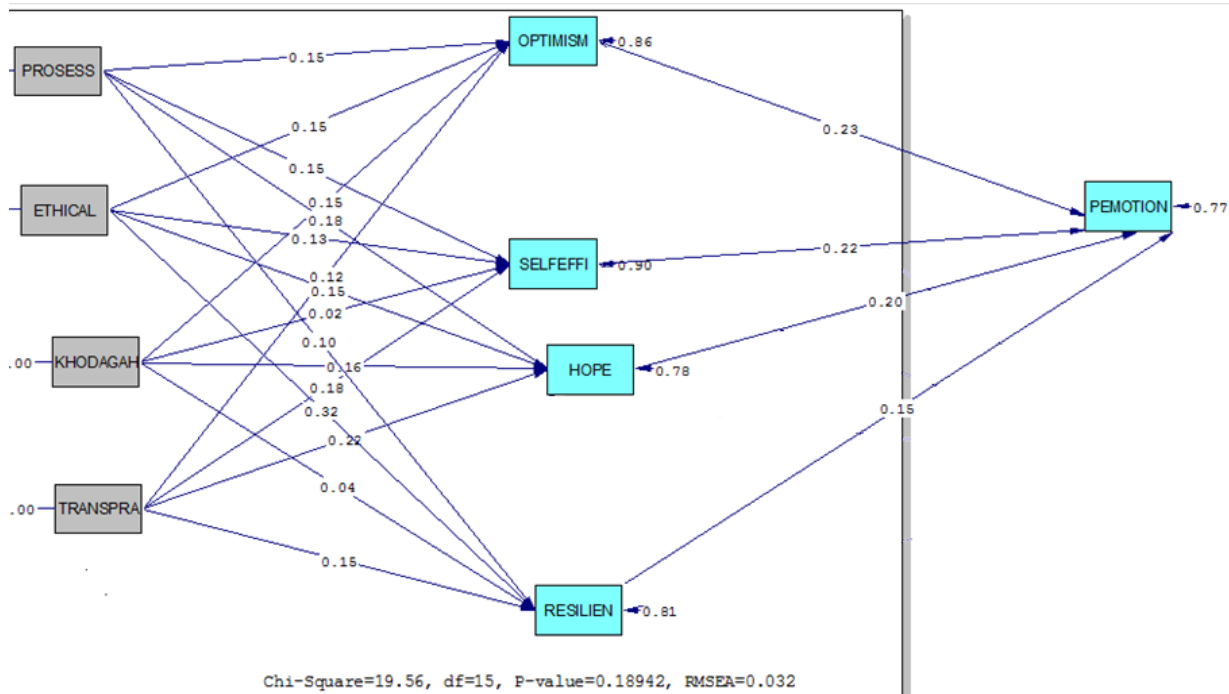 OPTIMISM
0.86
PROSESS
0.15
0.15
0.23
0.15
ETHICAL
0.15
PEMOTION
0.77
0.18
0.13
SELFEFFI
0.90
0.22
0.12
0.15
0.02
0.20
.00
KHODAGAH
0.10
0.16
HOPE
0.78
0.18
0.32
0.15
0.22
0.04
.00
TRANSPRA
0.15
RESILIEN
0.81
Chi-Square=19.56, df=15, P-value=0.18942, RMSEA=0.032